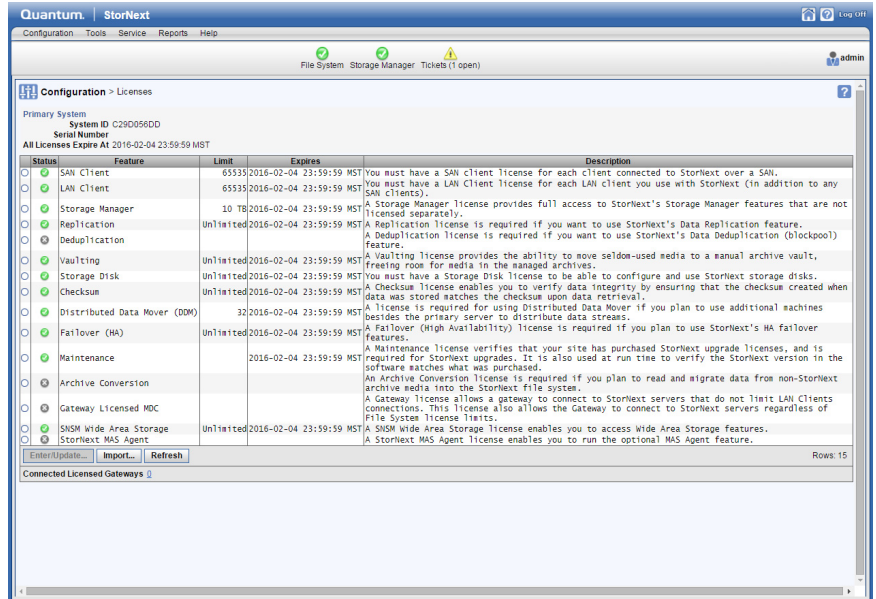 Quantum. | StorNext
Log Off
Configuration Tools Service Reports Help
File System Storage Manager Tickets (1 open)
admin
Configuration > Licenses
Primary System
System ID C29D056DD
Serial Number
All Licenses Expire At 2016-02-04 23:59:59 MST
Status Feature Limit Expires Description
SAN Client 65535 2016-02-04 23:59:59 MST You must have a SAN client license for each client connected to StorNext over a SAN.
LAN Client 65535 2016-02-04 23:59:59 MST You must have a LAN Client license for each LAN client you use with StorNext (in addition to any
SAN clients).
Storage Manager 10 TB 2016-02-04 23:59:59 MST A Storage Manager license provides full access to StorNext's Storage Manager features that are not
licensed separately.
Replication Unlimited 2016-02-04 23:59:59 MST A Replication license is required if you want to use StorNext's Data Replication feature.
Deduplication A Deduplication license is required if you want to use StorNext's Data Deduplication (blockpool)
feature.
Vaulting Unlimited 2016-02-04 23:59:59 MST A Vaulting license provides the ability to move seldom-used media to a manual archive vault,
freeing room for media in the managed archives.
Storage Disk Unlimited 2016-02-04 23:59:59 MST You must have a Storage Disk license to be able to configure and use StorNext storage disks.
Checksum Unlimited 2016-02-04 23:59:59 MST A Checksum license enables you to verify data integrity by ensuring that the checksum created when
data was stored matches the checksum upon data retrieval.
Distributed Data Mover (DDM) 32 2016-02-04 23:59:59 MST A license is required for using Distributed Data Mover if you plan to use additional machines
besides the primary server to distribute data streams.
Failover (HA) Unlimited 2016-02-04 23:59:59 MST A Failover (High Availability) license is required if you plan to use StorNext's HA failover
features.
Maintenance 2016-02-04 23:59:59 MST A Maintenance license verifies that your site has purchased StorNext upgrade licenses, and is
required for StorNext upgrades. It is also used at run time to verify the StorNext version in the
software matches what was purchased.
Archive Conversion An Archive Conversion license is required if you plan to read and migrate data from non-StorNext
archive media into the StorNext file system.
Gateway Licensed MDC A Gateway license allows a gateway to connect to StorNext servers that do not limit LAN Clients
connections. This license also allows the Gateway to connect to StorNext servers regardless of
File System license limits.
SNSM Wide Area Storage Unlimited 2016-02-04 23:59:59 MST A SNSM Wide Area Storage license enables you to access Wide Area Storage features.
StorNext MAS Agent A StorNext MAS Agent license enables you to run the optional MAS Agent feature.
Enter/Update... Import... Refresh Rows: 15
Connected Licensed Gateways 0